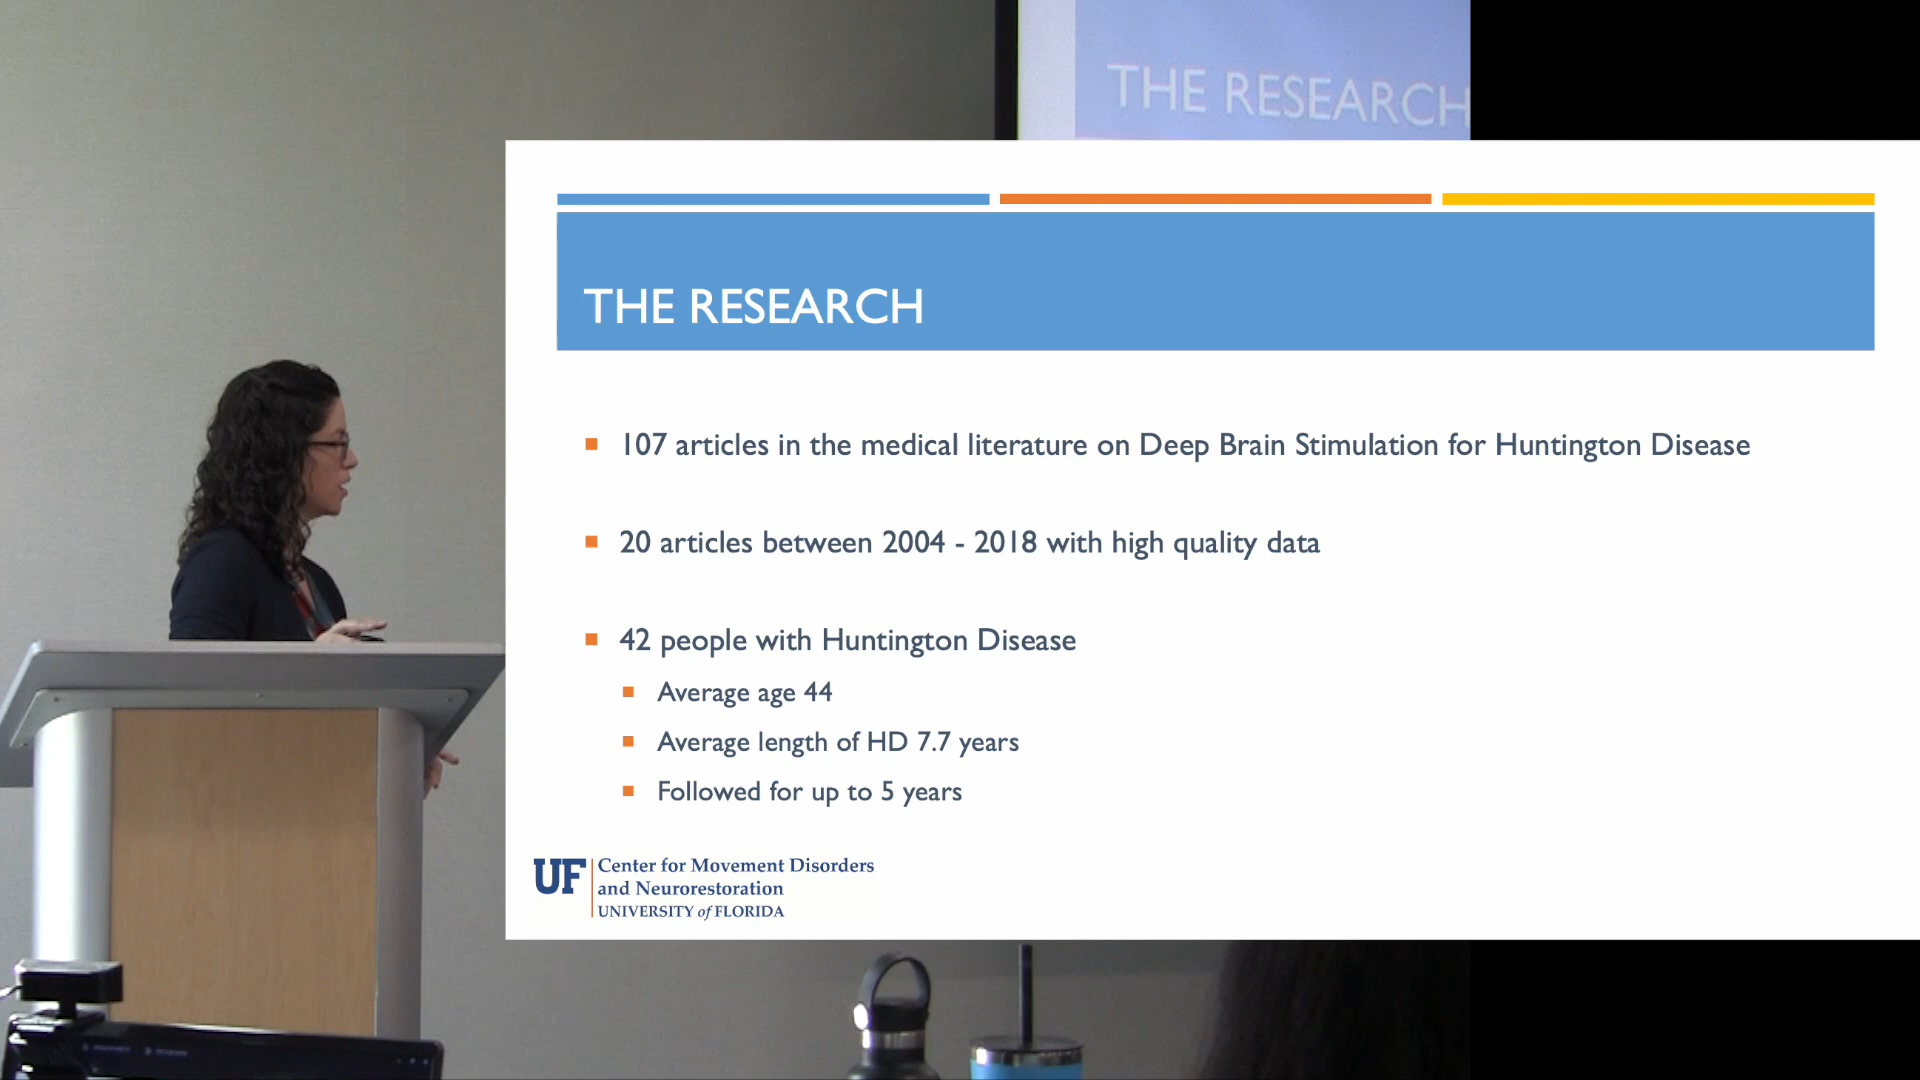 THE RESEARCH
THE RESEARCH
107 articles in the medical literature on Deep Brain Stimulation for Huntington Disease
20 articles between 2004 - 2018 with high quality data
42 people with Huntington Disease
Average age 44
Average length of HD 7.7 years
Followed for up to 5 years
UF
Center for Movement Disorders
and Neurorestoration
UNIVERSITY of FLORIDA